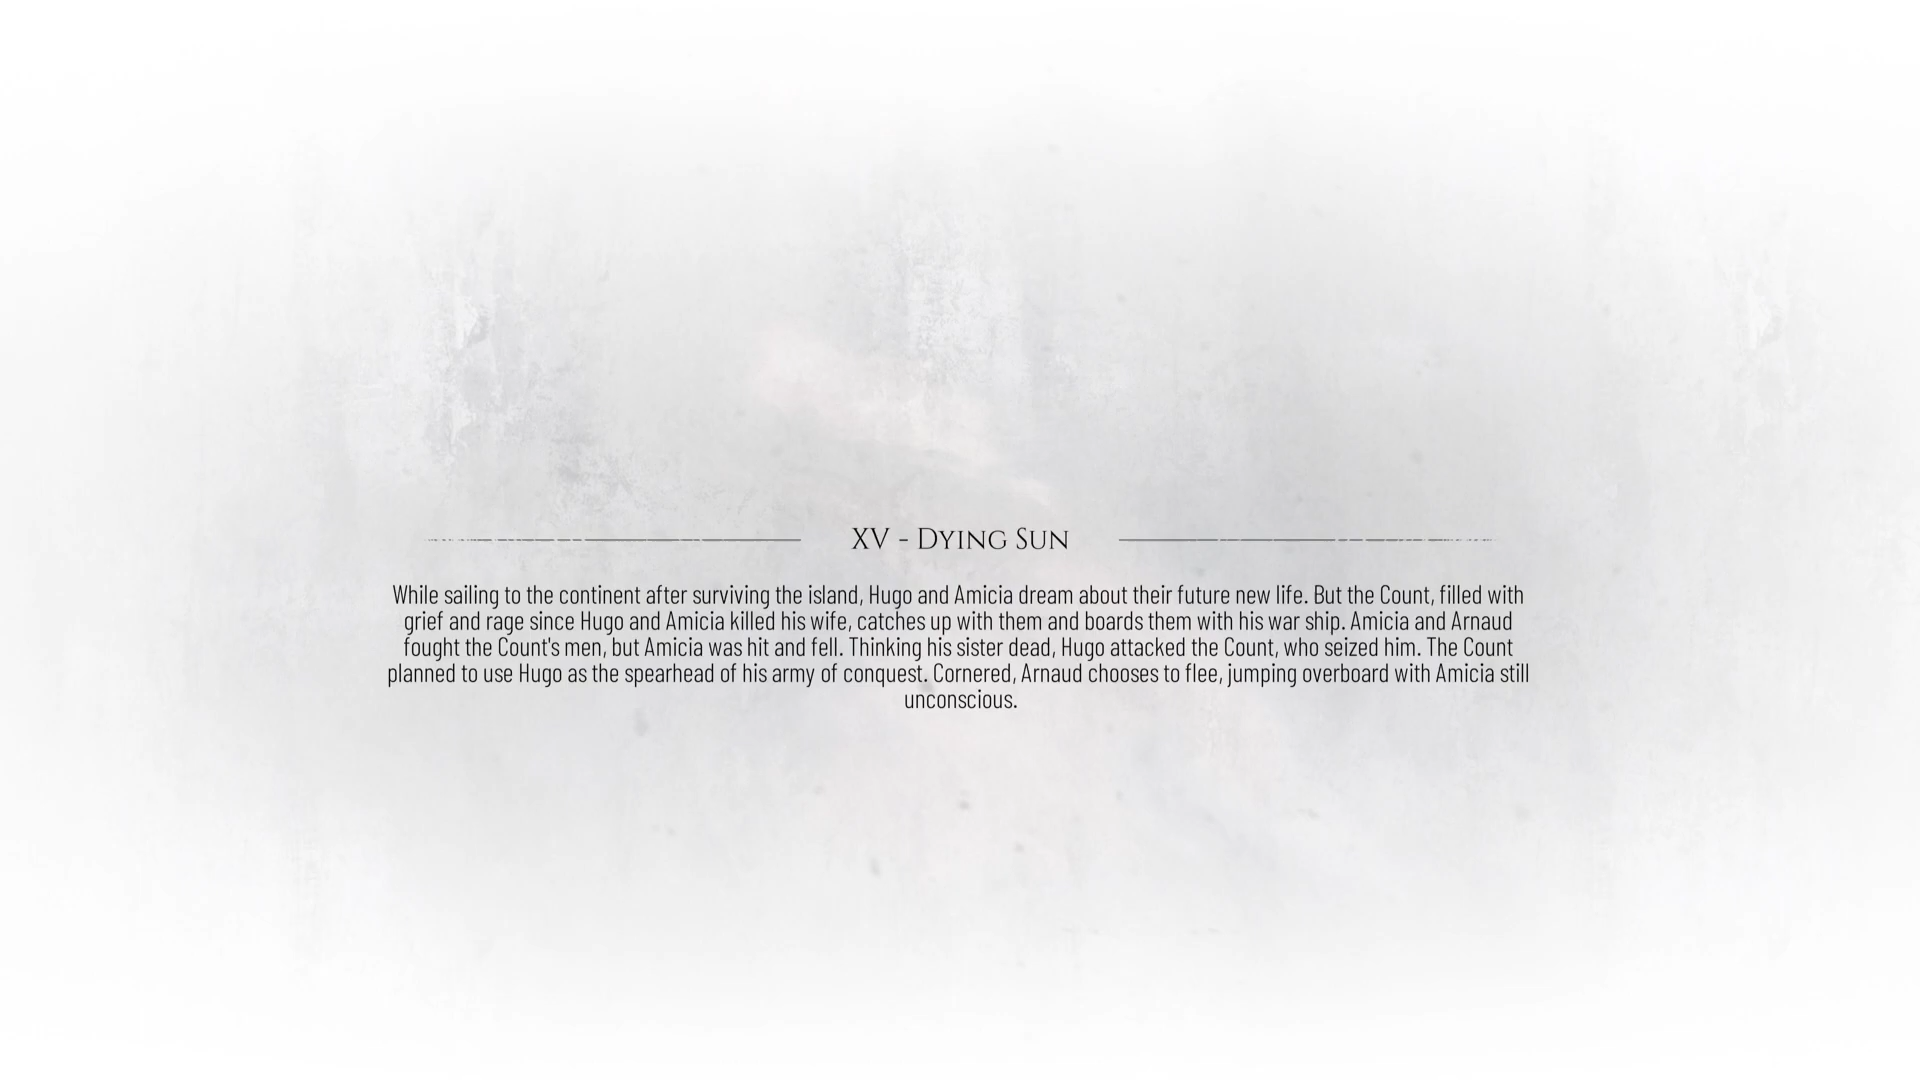 XV - Dying Sun
While sailing to the continent after surviving the island, Hugo and Amicia dream about their future new life. But the Count, filled with
grief and rage since Hugo and Amicia killed his wife, catches up with them and boards them with his war ship. Amicia and Arnaud
fought the Count's men, but Amicia was hit and fell. Thinking his sister dead, Hugo attacked the Count, who seized him. The Count
planned to use Hugo as the spearhead of his army of conquest. Cornered, Arnaud chooses to flee, jumping overboard with Amicia still
unconscious.